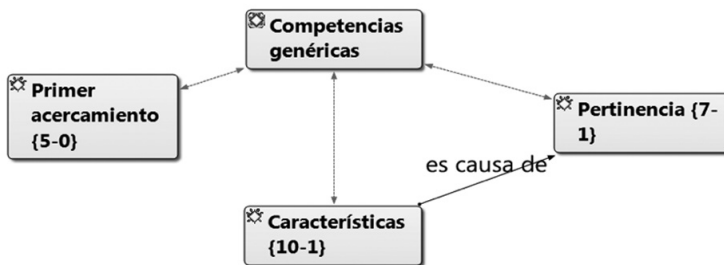 Competencias
genéricas
Primer
acercamiento
{5-0}
Pertinencia {7-
1}
es causa de
Características
{10-1}